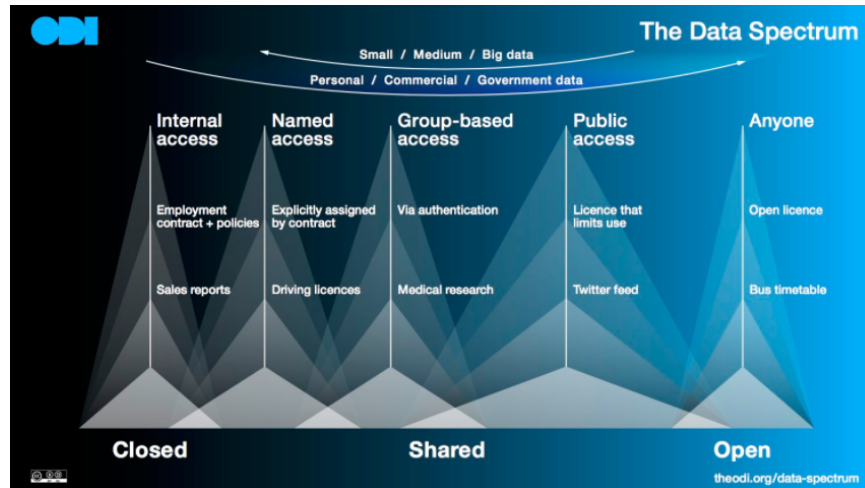 ODI
The Data Spectrum
Small / Medium / Big data
Personal / Commercial / Government data
Internal
access
Named
access
Group-based
access
Public
access
Anyone
Employment
contract + policies
Explicitly assigned
by contract
Via authentication
Licence that
limits use
Open licence
Sales reports
Driving licences
Medical research
Twitter feed
Bus timetable
Closed
Shared
Open
theodi.org/data-spectrum